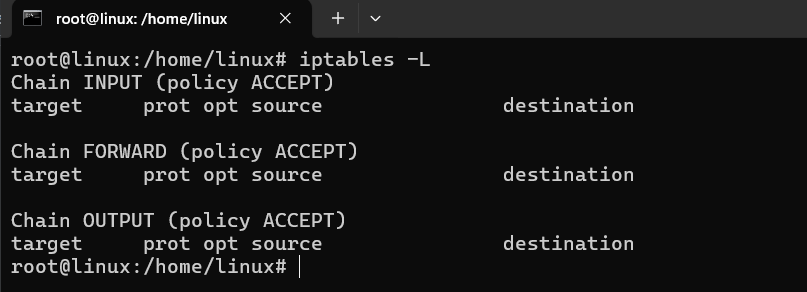 root@linux: /home/linux
root@linux:/home/linux# iptables -L
Chain INPUT (policy ACCEPT)
target     prot opt source               destination

Chain FORWARD (policy ACCEPT)
target     prot opt source               destination

Chain OUTPUT (policy ACCEPT)
target     prot opt source               destination
root@linux:/home/linux#